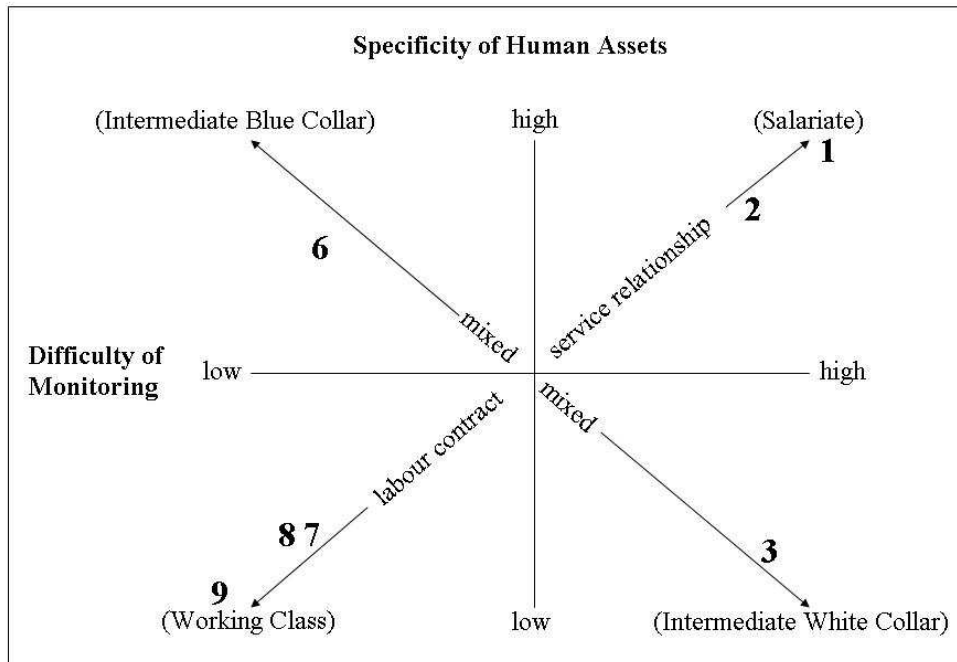 Specificity of Human Assets
(Intermediate Blue Collar)
high
(Salariate)
1
2
6
service relationship
mixed
Difficulty of
Monitoring
low
high
mixed
labour contract
8 7
3
9
(Working Class)
low
(Intermediate White Collar)